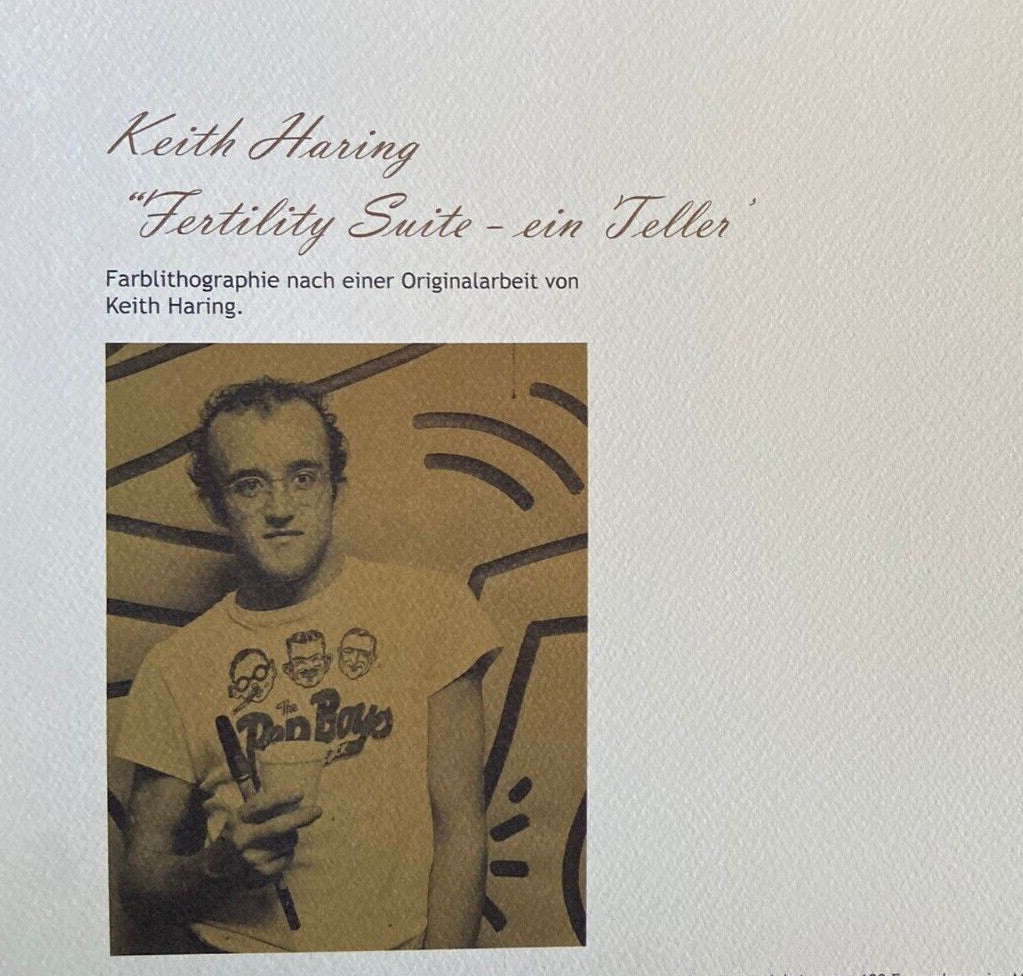 Keith Haring
“Fertility Suite - ein 'Teller'
Farblithographie nach einer Originalarbeit von
Keith Haring.
The
Boys